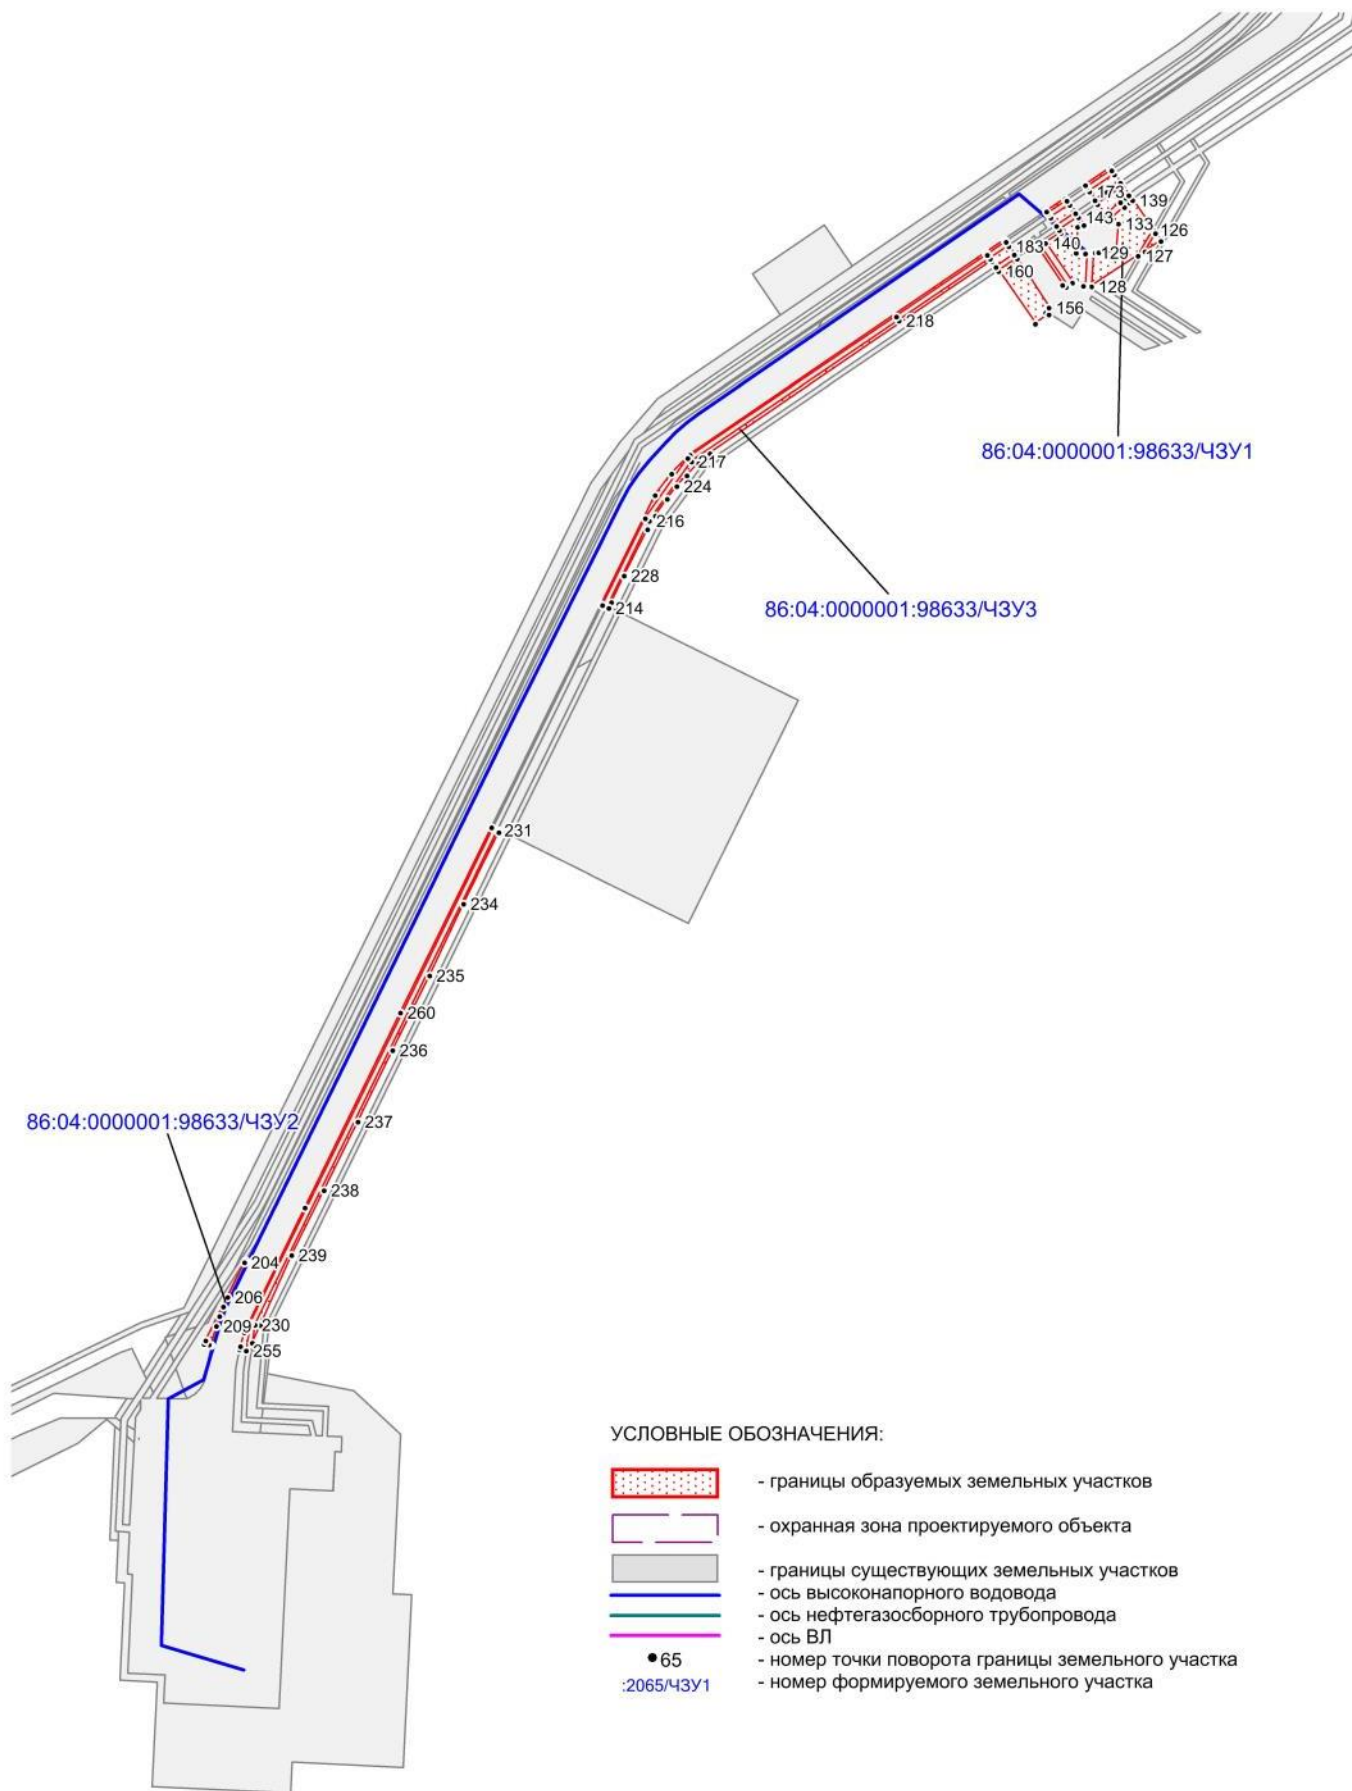 173
139
143
133
126
183
140
129
127
160
128
156
218
86:04:0000001:98633/ЧЗУ1
217
224
216
228
86:04:0000001:98633/ЧЗУ3
214
231
234
235
260
236
86:04:0000001:98633/ЧЗУ2
237
238
239
204
206
209
230
255
УСЛОВНЫЕ ОБОЗНАЧЕНИЯ:
- границы образуемых земельных участков
- охранная зона проектируемого объекта
- границы существующих земельных участков
- ось высоконапорного водовода
- ось нефтегазосборного трубопровода
- ось ВЛ
65 - номер точки поворота границы земельного участка
:2065/ЧЗУ1 - номер формируемого земельного участка